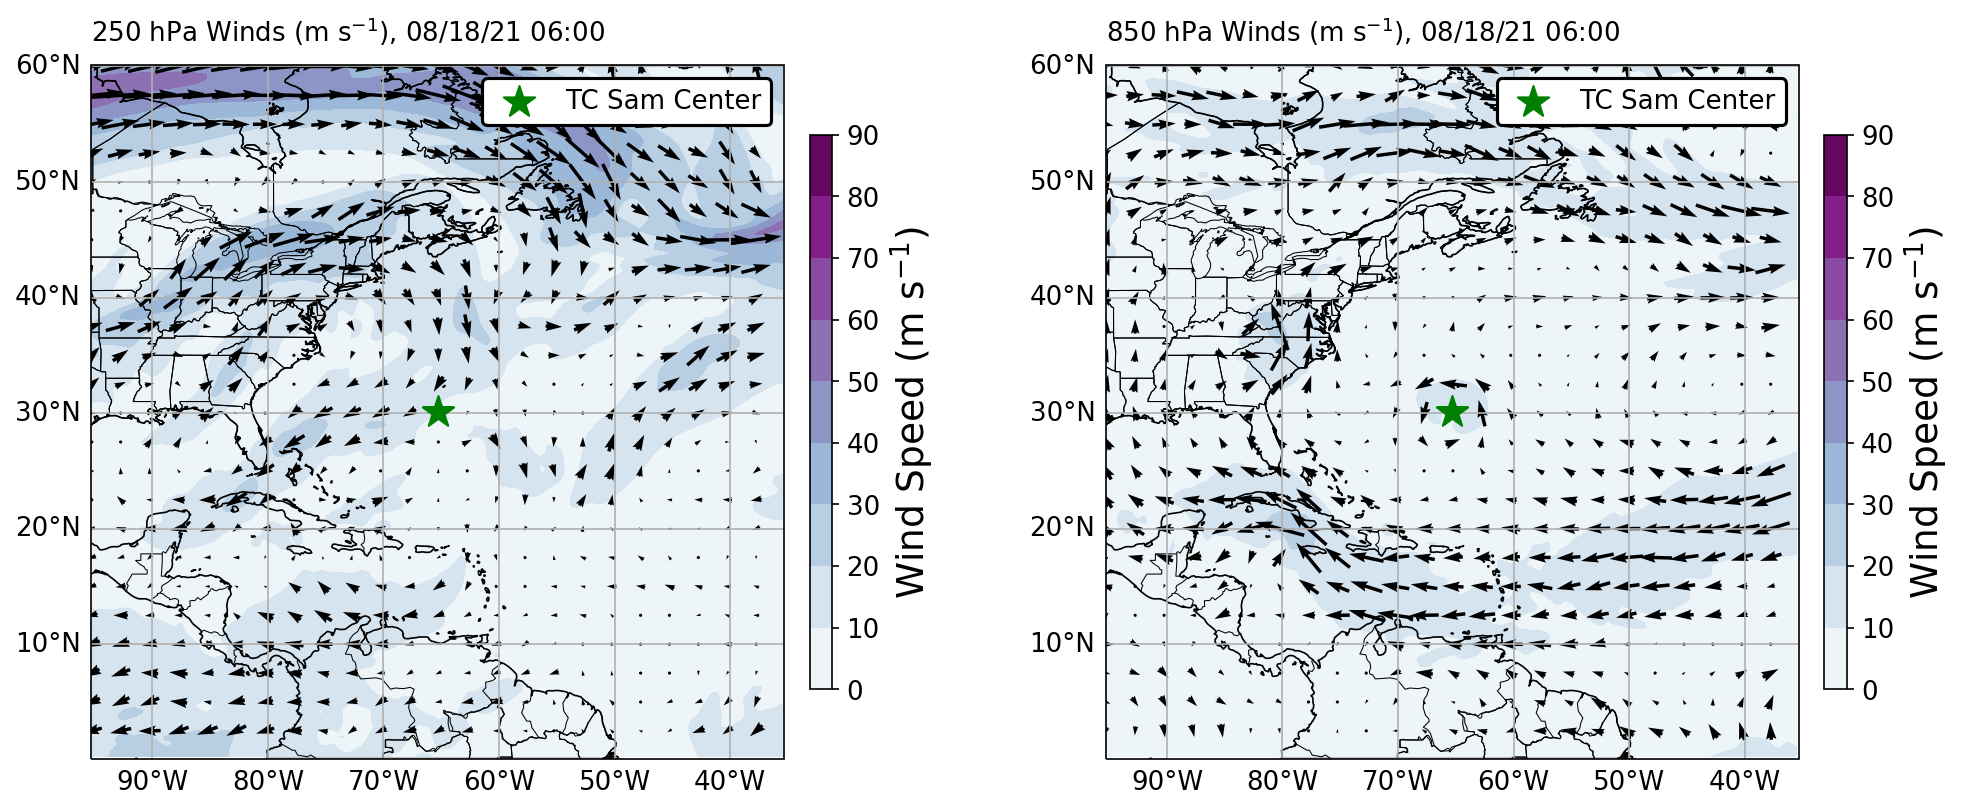 250 hPa Winds (m s⁻¹), 08/18/21 06:00
TC Sam Center
60°N
50°N
40°N
30°N
20°N
10°N
90°W 80°W 70°W 60°W 50°W 40°W
90
80
70
60
50
40
30
20
10
0
Wind Speed (m s⁻¹)
850 hPa Winds (m s⁻¹), 08/18/21 06:00
TC Sam Center
60°N
50°N
40°N
30°N
20°N
10°N
90°W 80°W 70°W 60°W 50°W 40°W
90
80
70
60
50
40
30
20
10
0
Wind Speed (m s⁻¹)